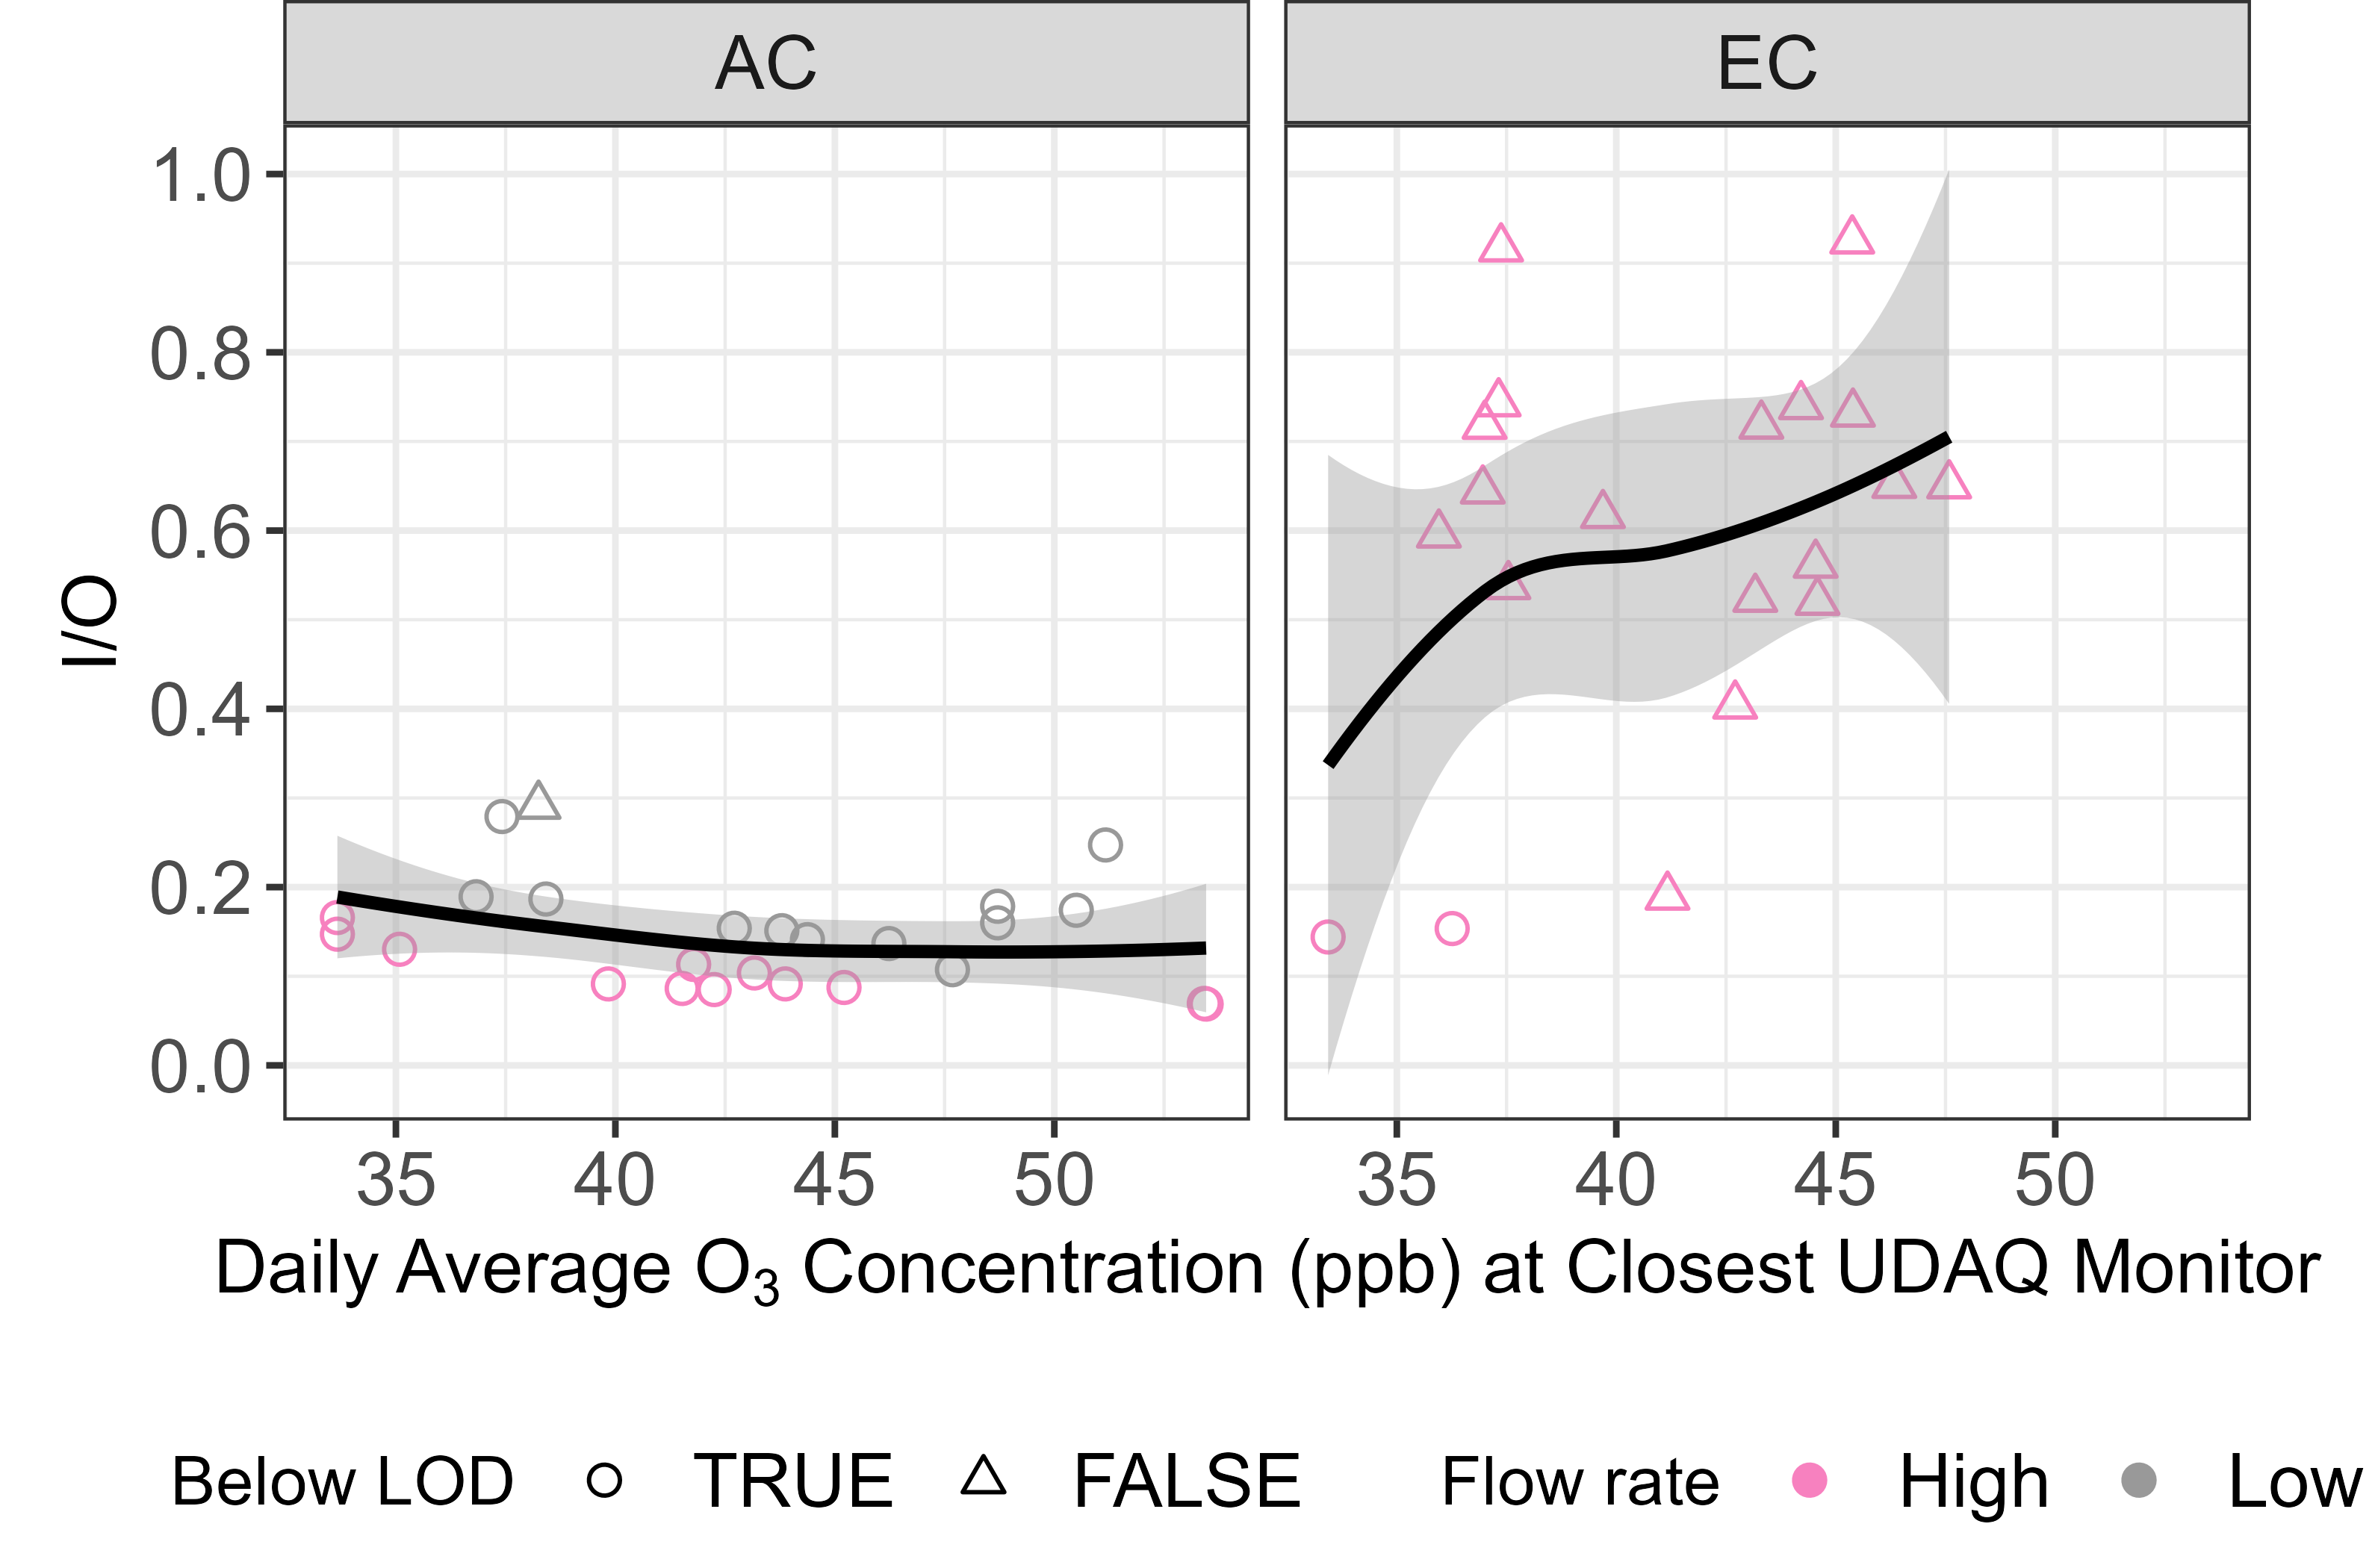 AC EC
1.0
0.8
0.6
0.4
0.2
0.0
I/O
35 40 45 50 35 40 45 50
Daily Average O₃ Concentration (ppb) at Closest UDAQ Monitor
Below LOD TRUE FALSE Flow rate High Low